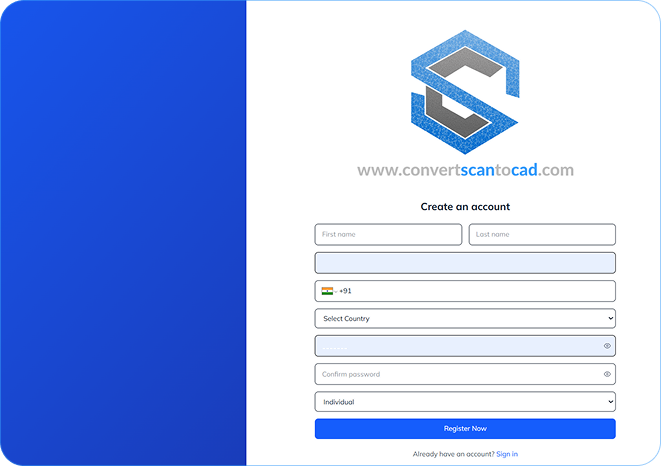 www.convertscantocad.com
Create an account
First name Last name
+91
Select Country
Confirm password
Individual
Register Now
Already have an account? Sign in